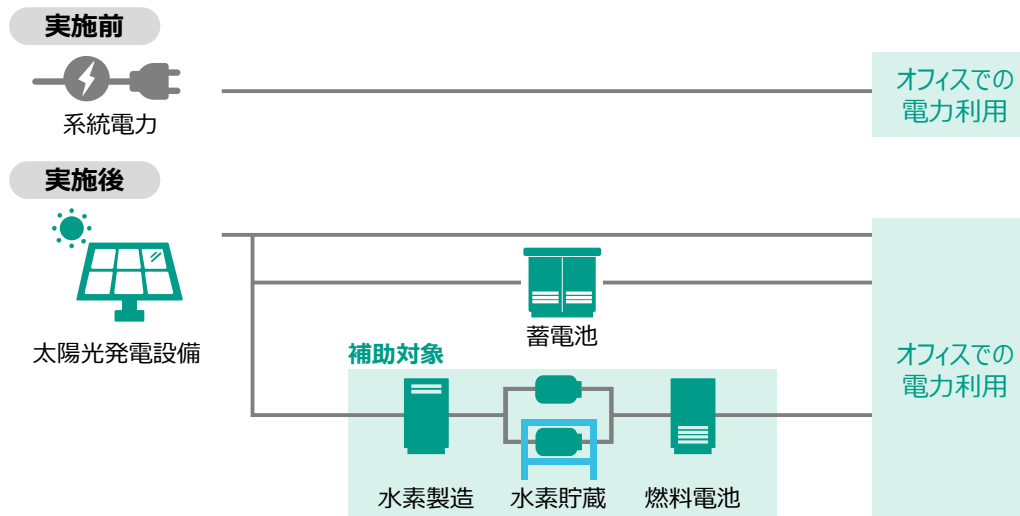 実施前
系統電力
オフィスでの
電力利用
実施後
太陽光発電設備
蓄電池
補助対象
水素製造
水素貯蔵
燃料電池
オフィスでの
電力利用